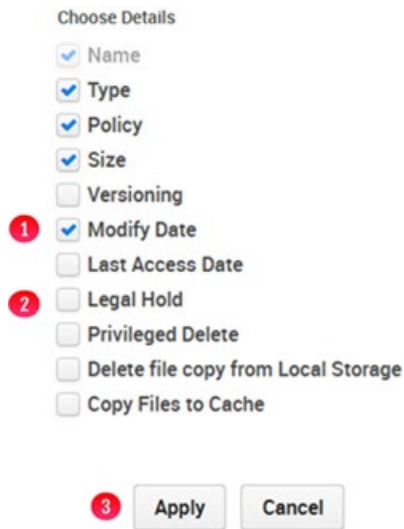 Choose Details
Name
Type
Policy
Size
Versioning
1 Modify Date
Last Access Date
2 Legal Hold
Privileged Delete
Delete file copy from Local Storage
Copy Files to Cache
3 Apply Cancel